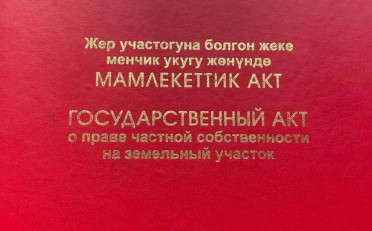 Жер участогуна болгон жеке
менчик укугу жөнүндө
МАМЛЕКЕТТИК АКТ
ГОСУДАРСТВЕННЫЙ АКТ
о праве частной собственности
на земельный участок